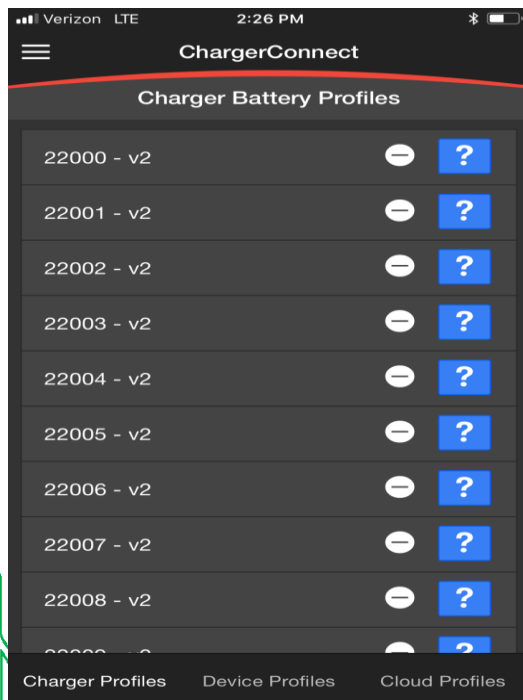 Verizon LTE 2:26 PM
ChargerConnect
Charger Battery Profiles
22000 - v2 ?
22001 - v2 ?
22002 - v2 ?
22003 - v2 ?
22004 - v2 ?
22005 - v2 ?
22006 - v2 ?
22007 - v2 ?
22008 - v2 ?
Charger Profiles Device Profiles Cloud Profiles